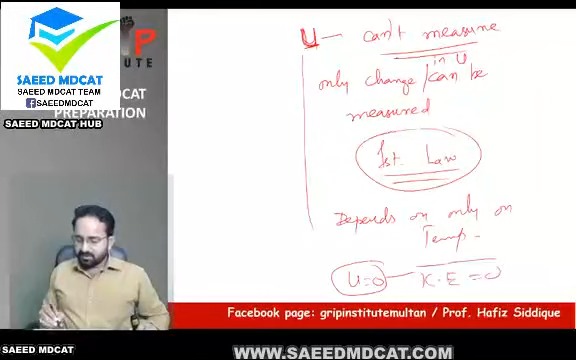 SAEED MDCAT
SAEED MDCAT TEAM
SAEEDMDCAT
SAEED MDCAT HUB
P
UTE
DCAT
PREPARATION
U — can't measure
in U
only change / can be
measured
1st Law
Depends on only on
Temp -
U=0 — K.E = 0
Facebook page: gripinstitutemultan / Prof. Hafiz Siddique
SAEED MDCAT
WWW.SAEEDMDCAT.COM